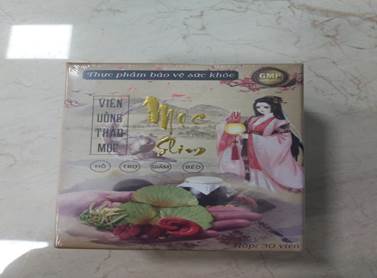 Thực phẩm bảo vệ sức khỏe
GMP
VIÊN
UỐNG
THẢO
MỘC
Mộc
Slim
HỖ TRỢ GIẢM BÉO
Hộp: 30 viên